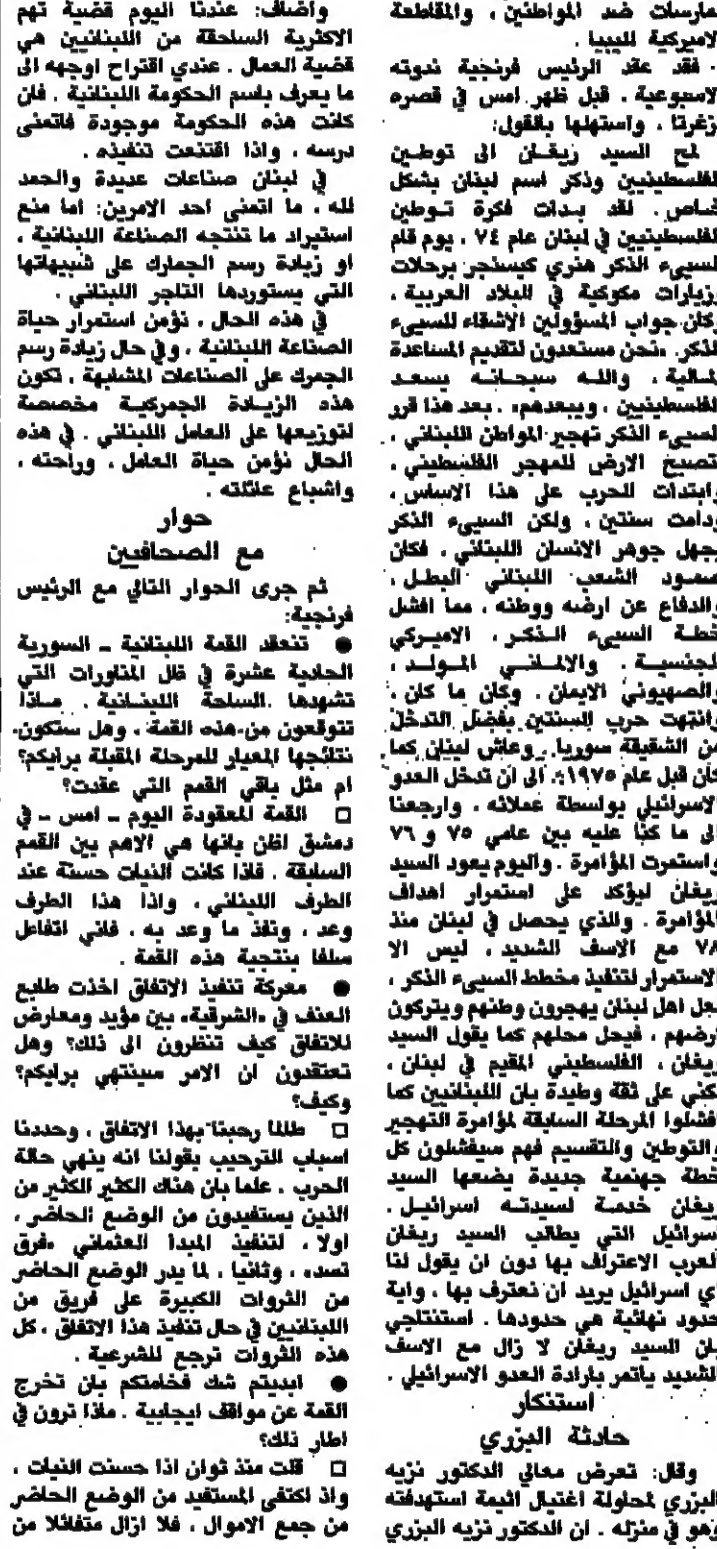 ممارسات ضد المواطنين ، والمقاطعة
الاميركية لليبيا .
فقد عقد الرئيس فرنجية ندوته
الاسبوعية ، قبل ظهر امس في قصره
زغرتا ، واستهلها بالقول:
لمح السيد ريغان الى توطين
الفلسطينيين وذكر اسم لبنان بشكل
خاص . لقد بدات فكرة توطين
الفلسطينيين في لبنان عام ٧٤ ، يوم قام
السيىء الذكر هنري كيسنجر برحلات
وزيارات مكوكية في البلاد العربية ،
وكان جواب المسؤولين الاشقاء للسيىء
الذكر «نحن مستعدون لتقديم المساعدة
المالية ، والله سبحانه يسعد
الفلسطينيين ، ويبعدهم» . بعد هذا قرر
السيىء الذكر تهجير المواطن اللبناني ،
لتصبح الارض للمهجر الفلسطيني ،
وابتدات الحرب على هذا الاساس ،
ودامت سنتين ، ولكن السيىء الذكر
يجهل جوهر الانسان اللبناني ، فكان
صمود الشعب اللبناني البطل ،
والدفاع عن ارضه ووطنه ، مما افشل
خطة السيىء الذكر ، الاميركي
الجنسية . والالماني المولد ،
والصهيوني الايمان . وكان ما كان ،
وانتهت حرب السنتين بفضل التدخل
من الشقيقة سوريا . وعاش لبنان كما
كان قبل عام ١٩٧٥، الى ان تدخل العدو
الاسرائيلي بواسطة عملائه ، وارجعنا
الى ما كنا عليه بين عامي ٧٥ و ٧٦
واستمرت المؤامرة . واليوم يعود السيد
ريغان ليؤكد على استمرار اهداف
المؤامرة . والذي يحصل في لبنان منذ
٧٨ مع الاسف الشديد ، ليس الا
الاستمرار لتنفيذ مخطط السيىء الذكر ،
لجعل اهل لبنان يهجرون وطنهم ويتركون
ارضهم ، فيحل محلهم كما يقول السيد
ريغان ، الفلسطيني المقيم في لبنان ،
لكني على ثقة وطيدة بان اللبنانيين كما
افشلوا المرحلة السابقة لمؤامرة التهجير
والتوطين والتقسيم فهم سيفشلون كل
خطة جهنمية جديدة يضعها السيد
ريغان خدمة لسيدته اسرائيل .
اسرائيل التي يطالب السيد ريغان
العرب الاعتراف بها دون ان يقول لنا
اي اسرائيل يريد ان نعترف بها ، واية
حدود نهائية هي حدودها . استنتاجي
بان السيد ريغان لا زال مع الاسف
الشديد ياتمر بارادة العدو الاسرائيلي .
استنكار
حادثة البزري
وقال: تعرض معالي الدكتور نزيه
البزري لمحاولة اغتيال اثيمة استهدفته
وهو في منزله . ان الدكتور نزيه البزري
واضاف: عندنا اليوم قضية تهم
الاكثرية الساحقة من اللبنانيين هي
قضية العمال . عندي اقتراح اوجهه الى
ما يعرف باسم الحكومة اللبنانية . فان
كانت هذه الحكومة موجودة فاتمنى
درسه ، واذا اقتنعت تنفيذه .
في لبنان صناعات عديدة والحمد
لله ، ما اتمنى احد الامرين: اما منع
استيراد ما تنتجه الصناعة اللبنانية ،
او زيادة رسم الجمارك على شبيهاتها
التي يستوردها التاجر اللبناني .
في هذه الحال ، نؤمن استمرار حياة
الصناعة اللبنانية ، وفي حال زيادة رسم
الجمرك على الصناعات المشابهة ، تكون
هذه الزيادة الجمركية مخصصة
لتوزيعها على العامل اللبناني . في هذه
الحال نؤمن حياة العامل ، وراحته ،
واشباع عائلته .
حوار
مع الصحافيين
ثم جرى الحوار التالي مع الرئيس
فرنجية:
● تنعقد القمة اللبنانية ـ السورية
الحادية عشرة في ظل المناورات التي
تشهدها الساحة اللبنانية . ماذا
تتوقعون من هذه القمة ، وهل ستكون
نتائجها المعيار للمرحلة المقبلة برايكم؟
ام مثل باقي القمم التي عقدت؟
□ القمة المعقودة اليوم ـ امس ـ في
دمشق اظن بانها هي الاهم بين القمم
السابقة . فاذا كانت النيات حسنة عند
الطرف اللبناني ، واذا هذا الطرف
وعد ، ونفذ ما وعد به ، فاني اتفاعل
سلفا بنتيجة هذه القمة .
● معركة تنفيذ الاتفاق اخذت طابع
العنف في «الشرقية» بين مؤيد ومعارض
للاتفاق كيف تنظرون الى ذلك؟ وهل
تعتقدون ان الامر سينتهي برايكم؟
وكيف؟
□ طالما رحبنا بهذا الاتفاق ، وحددنا
اسباب الترحيب بقولنا انه ينهي حالة
الحرب . علما بان هناك الكثير الكثير من
الذين يستفيدون من الوضع الحاضر ،
اولا ، لتنفيذ المبدا العثماني «فرق
تسد» ، وثانيا ، لما يدر الوضع الحاضر
من الثروات الكبيرة على فريق من
اللبنانيين في حال تنفيذ هذا الاتفاق ، كل
هذه الثروات ترجع للشرعية .
● ابديتم شك فخامتكم بان تخرج
القمة عن مواقف ايجابية . ماذا ترون في
اطار ذلك؟
□ قلت منذ ثوان اذا حسنت النيات ،
واذ اكتفى المستفيد من الوضع الحاضر
من جمع الاموال ، فلا ازال متفائلا من